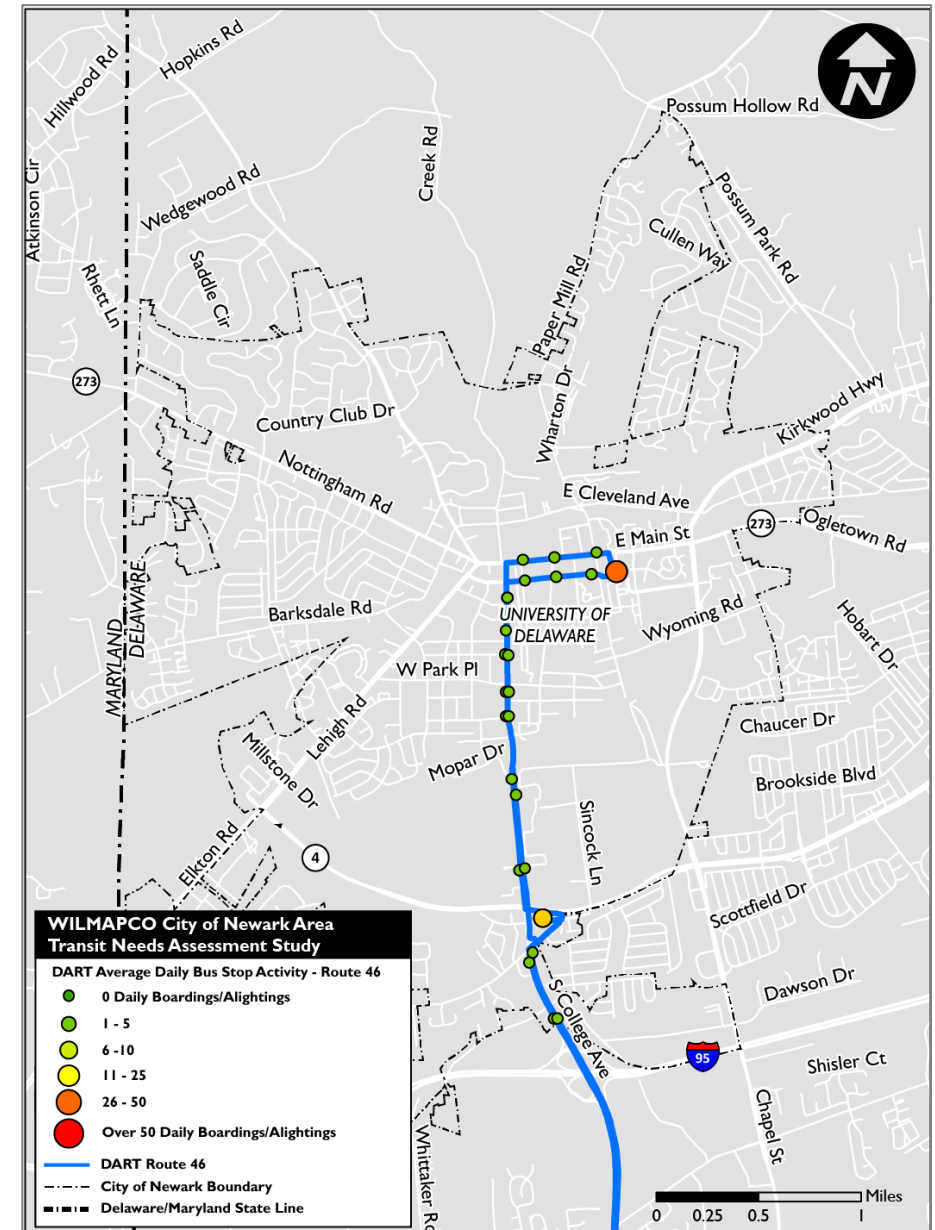 Hopkins Rd
Hillwood Rd
N
Possum Hollow Rd
Creek Rd
Atkinson Cir
Wedgewood Rd
Possum Park Rd
Cullen Way
Saddle Cir
Rhett Ln
Paper Mill Rd
273
Wharton Dr
Country Club Dr
Kirkwood Hwy
Nottingham Rd
E Cleveland Ave
273
Ogletown Rd
E Main St
MARYLAND
DELAWARE
Barksdale Rd
UNIVERSITY OF
DELAWARE
Wyoming Rd
Hobart Dr
W Park Pl
Lehigh Rd
Chaucer Dr
Millstone Dr
Mopar Dr
Brookside Blvd
Sincock Ln
Elkton Rd
4
Scottfield Dr
S College Ave
Dawson Dr
95
Shisler Ct
Chapel St
Whittaker Rd
WILMAPCO City of Newark Area
Transit Needs Assessment Study
DART Average Daily Bus Stop Activity - Route 46
0 Daily Boardings/Alightings
1 - 5
6 -10
11 - 25
26 - 50
Over 50 Daily Boardings/Alightings
DART Route 46
City of Newark Boundary
Delaware/Maryland State Line
Miles
0 0.25 0.5 1